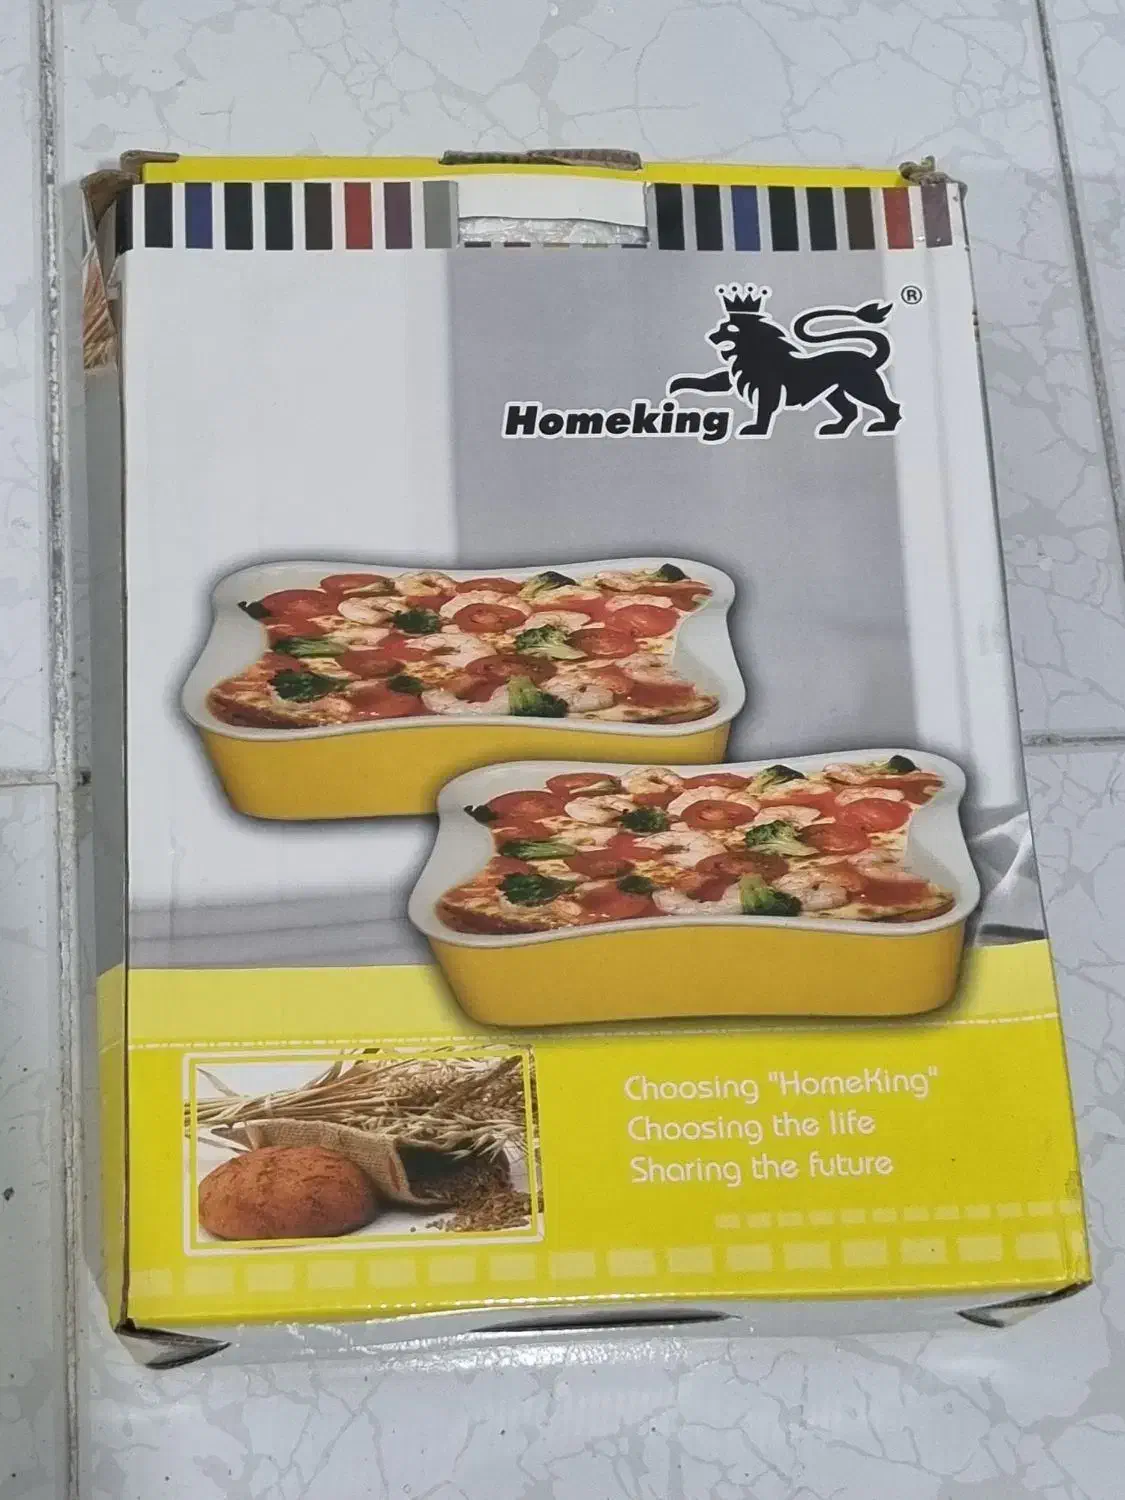 ®
Homeking
Choosing "HomeKing"
Choosing the life
Sharing the future